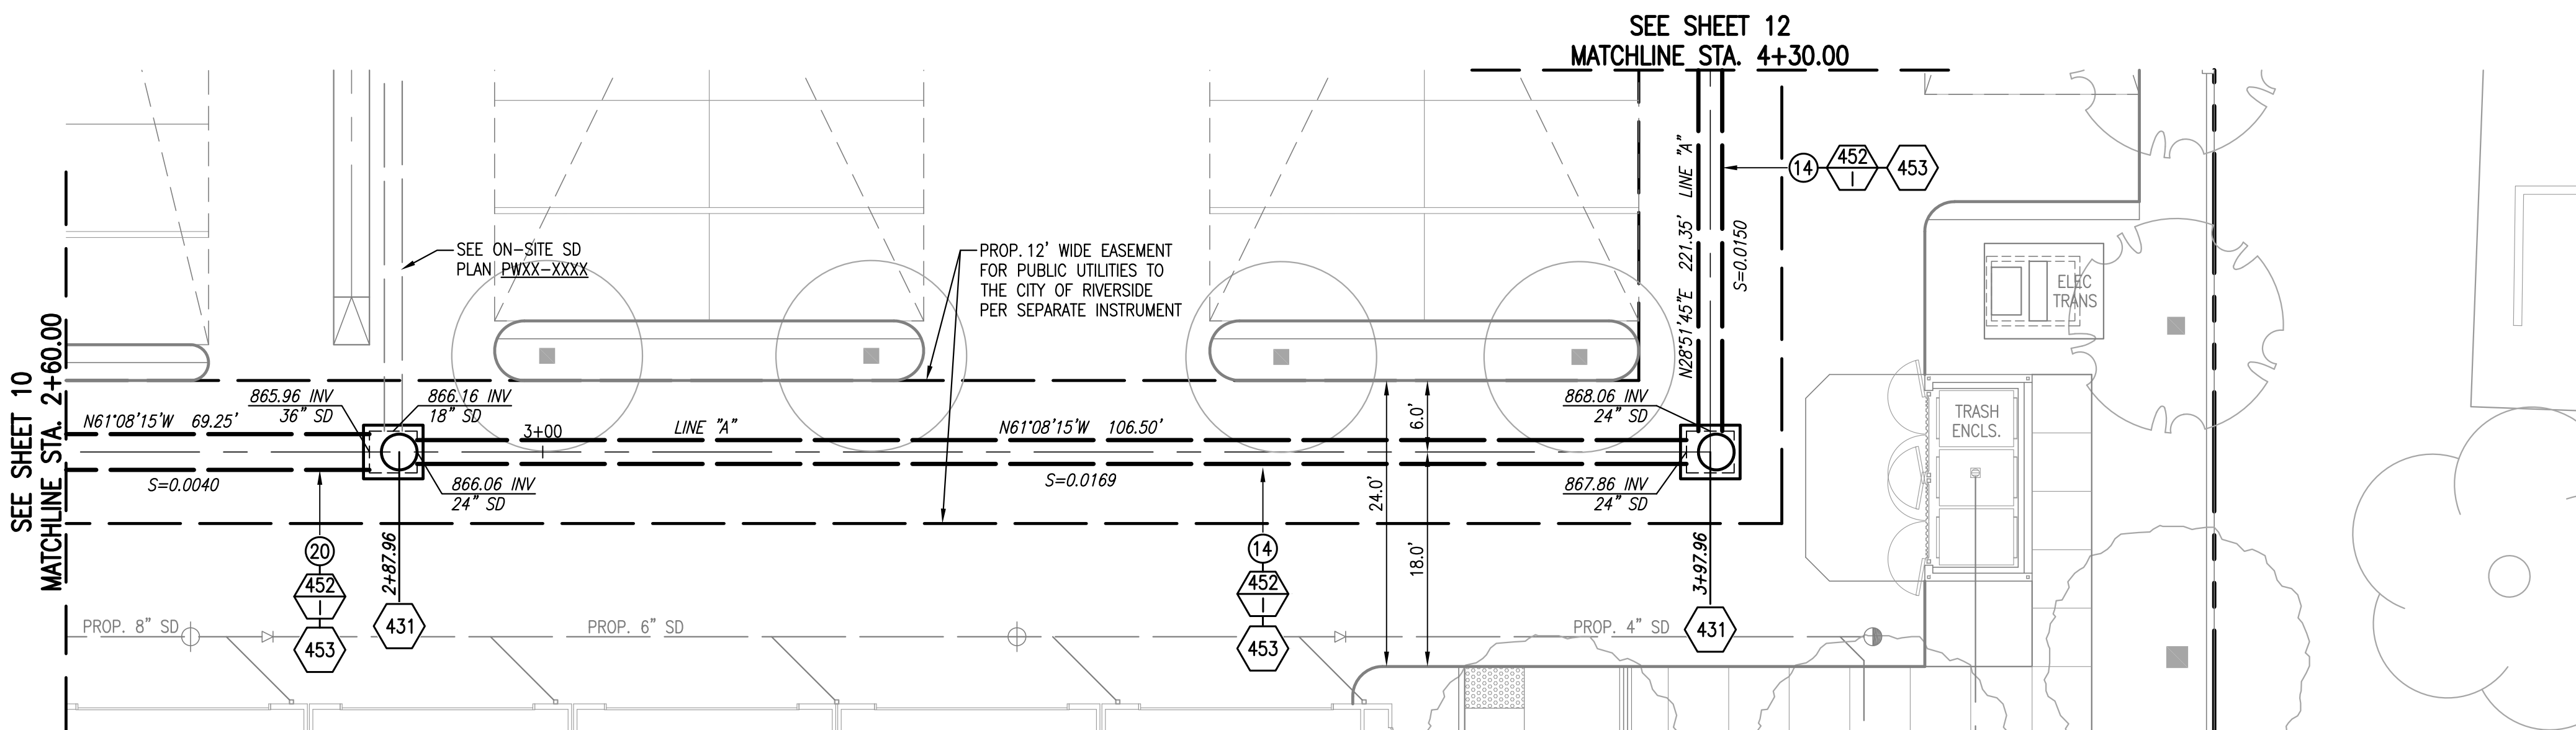 SEE SHEET 12
MATCHLINE STA. 4+30.00
SEE SHEET 10
MATCHLINE STA. 2+60.00
SEE ON-SITE SD
PLAN PWXX-XXXX
PROP. 12' WIDE EASEMENT
FOR PUBLIC UTILITIES TO
THE CITY OF RIVERSIDE
PER SEPARATE INSTRUMENT
N28°51'45"E 221.35' LINE "A"
S=0.0150
14
452
I
453
ELEC
TRANS
TRASH
ENCLS.
865.96 INV
36" SD
866.16 INV
18" SD
N61°08'15"W 69.25'
S=0.0040
3+00
LINE "A"
N61°08'15"W 106.50'
S=0.0169
866.06 INV
24" SD
868.06 INV
24" SD
867.86 INV
24" SD
6.0'
24.0'
18.0'
20
452
I
453
2+87.96
431
14
452
I
453
3+97.96
431
PROP. 8" SD
PROP. 6" SD
PROP. 4" SD